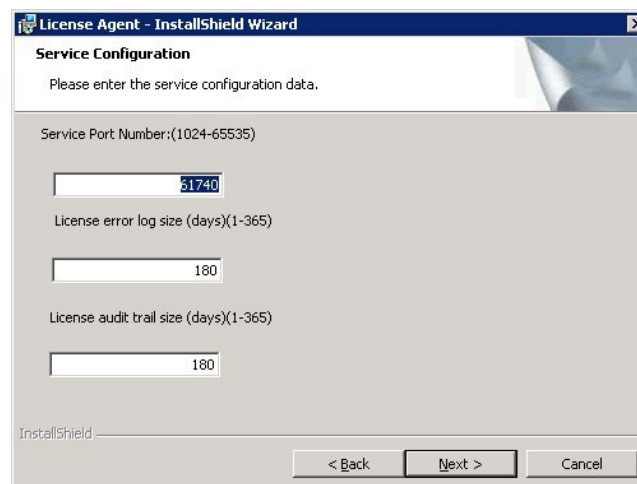 License Agent - InstallShield Wizard
Service Configuration
Please enter the service configuration data.
Service Port Number:(1024-65535)
61740
License error log size (days)(1-365)
180
License audit trail size (days)(1-365)
180
InstallShield
< Back Next > Cancel